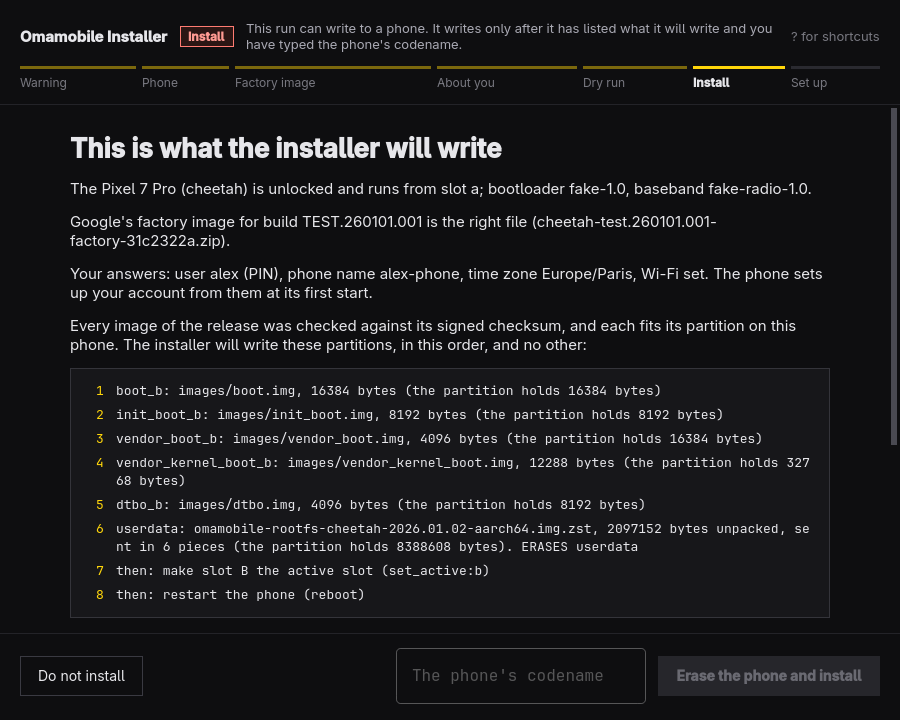 Omamobile Installer
Install
This run can write to a phone. It writes only after it has listed what it will write and you
have typed the phone's codename.
? for shortcuts
Warning
Phone
Factory image
About you
Dry run
Install
Set up
This is what the installer will write
The Pixel 7 Pro (cheetah) is unlocked and runs from slot a; bootloader fake-1.0, baseband fake-radio-1.0.
Google's factory image for build TEST.260101.001 is the right file (cheetah-test.260101.001-
factory-31c2322a.zip).
Your answers: user alex (PIN), phone name alex-phone, time zone Europe/Paris, Wi-Fi set. The phone sets
up your account from them at its first start.
Every image of the release was checked against its signed checksum, and each fits its partition on this
phone. The installer will write these partitions, in this order, and no other:
1 boot_b: images/boot.img, 16384 bytes (the partition holds 16384 bytes)
2 init_boot_b: images/init_boot.img, 8192 bytes (the partition holds 8192 bytes)
3 vendor_boot_b: images/vendor_boot.img, 4096 bytes (the partition holds 16384 bytes)
4 vendor_kernel_boot_b: images/vendor_kernel_boot.img, 12288 bytes (the partition holds 327
68 bytes)
5 dtbo_b: images/dtbo.img, 4096 bytes (the partition holds 8192 bytes)
6 userdata: omamobile-rootfs-cheetah-2026.01.02-aarch64.img.zst, 2097152 bytes unpacked, se
nt in 6 pieces (the partition holds 8388608 bytes). ERASES userdata
7 then: make slot B the active slot (set_active:b)
8 then: restart the phone (reboot)
Do not install
The phone's codename
Erase the phone and install